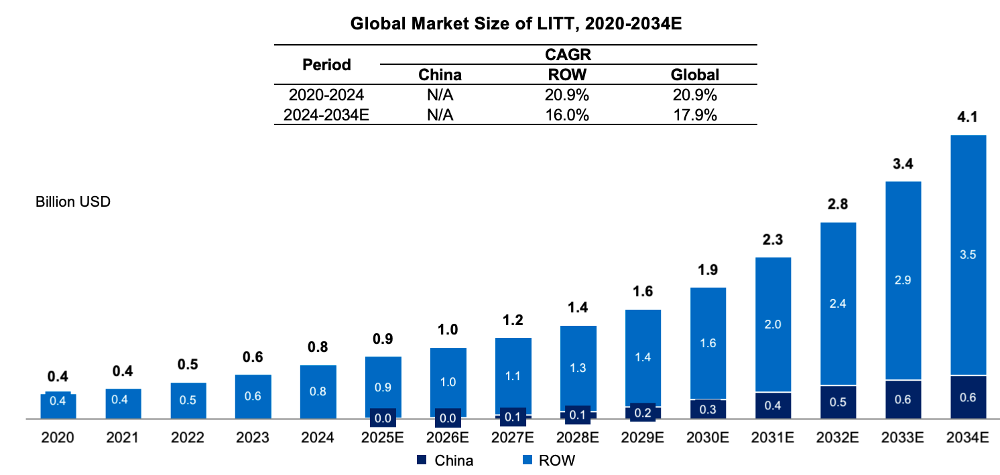 Global Market Size of LITT, 2020-2034E
Period CAGR
China ROW Global
2020-2024 N/A 20.9% 20.9%
2024-2034E N/A 16.0% 17.9%
Billion USD
0.4 0.4 0.5 0.6 0.8 0.9 1.0 1.2 1.4 1.6 1.9 2.3 2.8 3.4 4.1
0.4 0.4 0.5 0.6 0.8 0.9 1.0 1.1 1.3 1.4 1.6 2.0 2.4 2.9 3.5
0.0 0.0 0.1 0.1 0.2 0.3 0.4 0.5 0.6 0.6
2020 2021 2022 2023 2024 2025E 2026E 2027E 2028E 2029E 2030E 2031E 2032E 2033E 2034E
China ROW